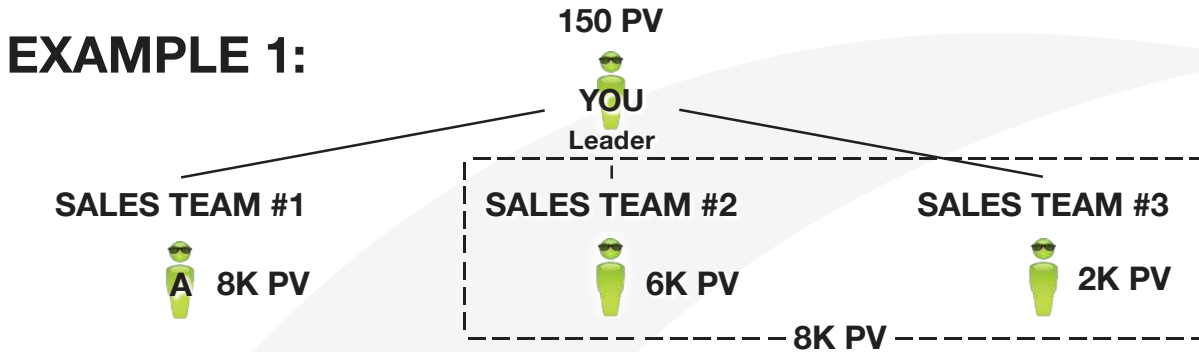 150 PV
EXAMPLE 1:
YOU
Leader
SALES TEAM #1
SALES TEAM #2
SALES TEAM #3
A 8K PV
6K PV
2K PV
8K PV